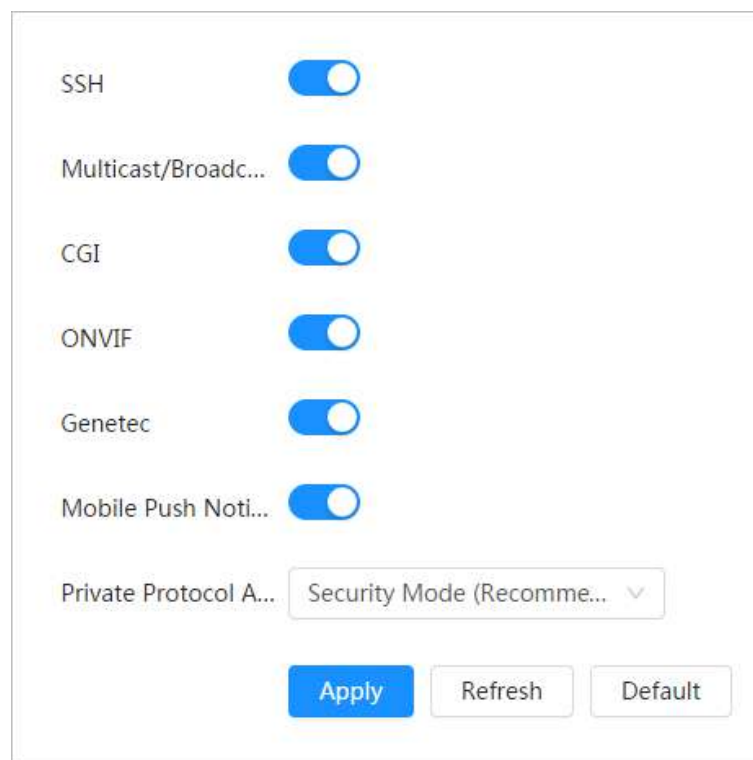 SSH
Multicast/Broadc...
CGI
ONVIF
Genetec
Mobile Push Noti...
Private Protocol A... Security Mode (Recomme...
Apply Refresh Default